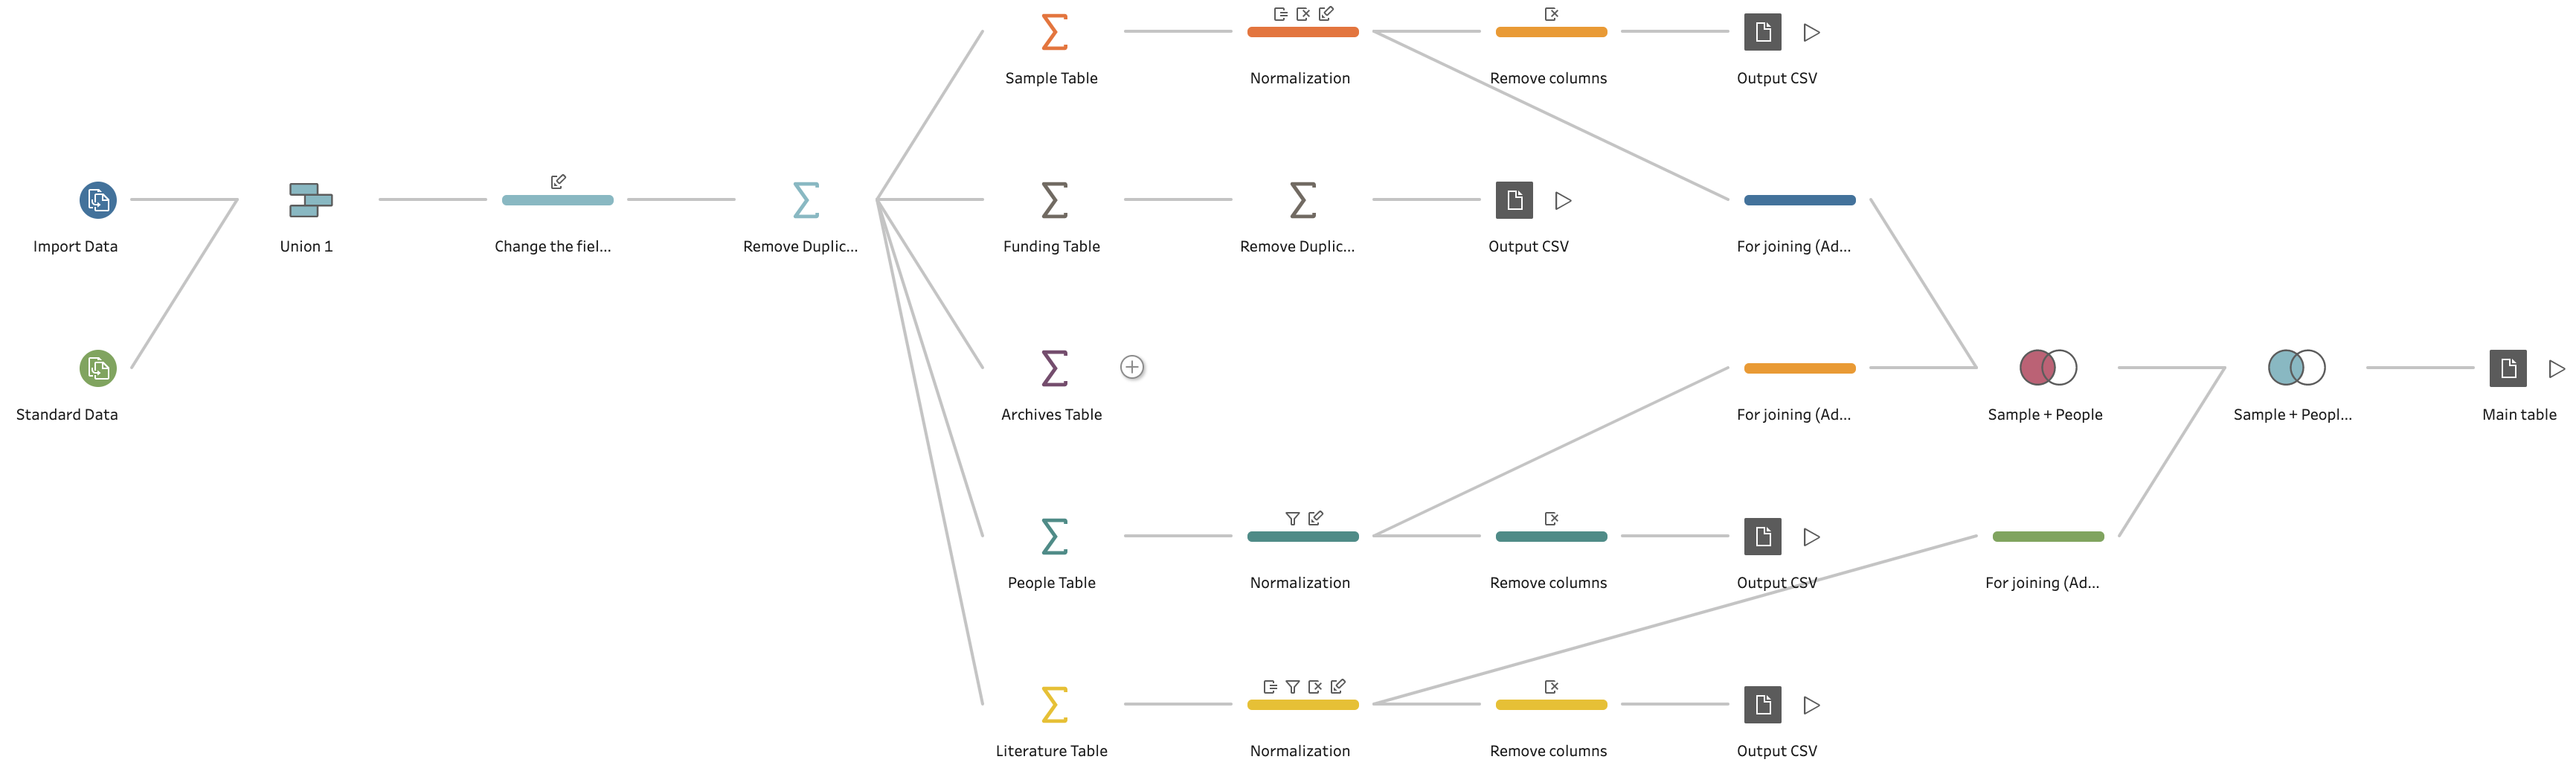 Sample Table
Normalization
Remove columns
Output CSV
Import Data
Union 1
Change the fiel...
Remove Duplic...
Funding Table
Remove Duplic...
Output CSV
For joining (Ad...
Standard Data
Archives Table
For joining (Ad...
Sample + People
Sample + Peopl...
Main table
People Table
Normalization
Remove columns
Output CSV
For joining (Ad...
Literature Table
Normalization
Remove columns
Output CSV